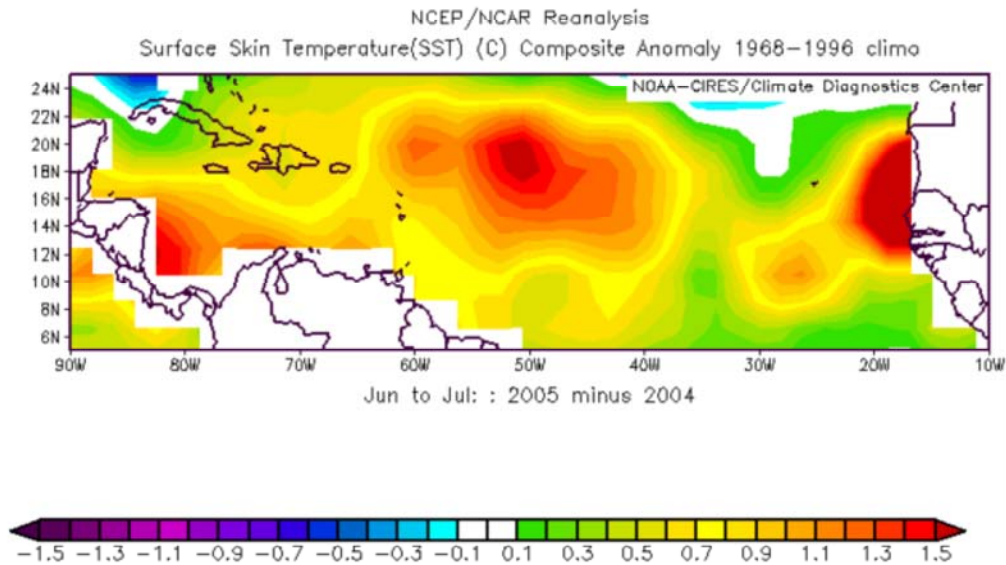 NCEP/NCAR Reanalysis
Surface Skin Temperature(SST) (C) Composite Anomaly 1968-1996 climo
NOAA-CIRES/Climate Diagnostics Center
24N
22N
20N
18N
16N
14N
12N
10N
8N
6N
90W 80W 70W 60W 50W 40W 30W 20W 10W
Jun to Jul: : 2005 minus 2004
-1.5 -1.3 -1.1 -0.9 -0.7 -0.5 -0.3 -0.1 0.1 0.3 0.5 0.7 0.9 1.1 1.3 1.5